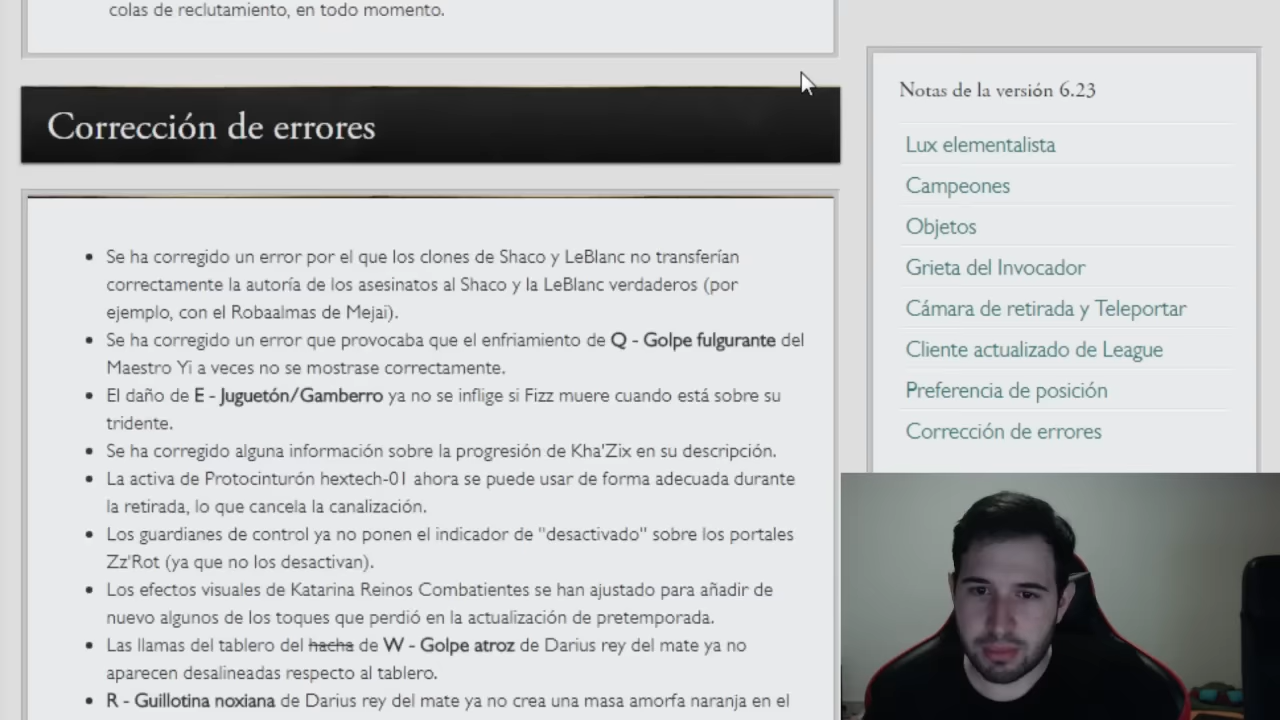 colas de reclutamiento, en todo momento.
Corrección de errores
Se ha corregido un error por el que los clones de Shaco y LeBlanc no transferían
correctamente la autoría de los asesinatos al Shaco y la LeBlanc verdaderos (por
ejemplo, con el Robaalmas de Mejai).
Se ha corregido un error que provocaba que el enfriamiento de Q - Golpe fulgurante del
Maestro Yi a veces no se mostrase correctamente.
El daño de E - Juguetón/Gamberro ya no se inflige si Fizz muere cuando está sobre su
tridente.
Se ha corregido alguna información sobre la progresión de Kha'Zix en su descripción.
La activa de Protocinturón hextech-01 ahora se puede usar de forma adecuada durante
la retirada, lo que cancela la canalización.
Los guardianes de control ya no ponen el indicador de "desactivado" sobre los portales
Zz'Rot (ya que no los desactivan).
Los efectos visuales de Katarina Reinos Combatientes se han ajustado para añadir de
nuevo algunos de los toques que perdió en la actualización de pretemporada.
Las llamas del tablero del hacha de W - Golpe atroz de Darius rey del mate ya no
aparecen desalineadas respecto al tablero.
R - Guillotina noxiana de Darius rey del mate ya no crea una masa amorfa naranja en el
Notas de la versión 6.23
Lux elementalista
Campeones
Objetos
Grieta del Invocador
Cámara de retirada y Teleportar
Cliente actualizado de League
Preferencia de posición
Corrección de errores